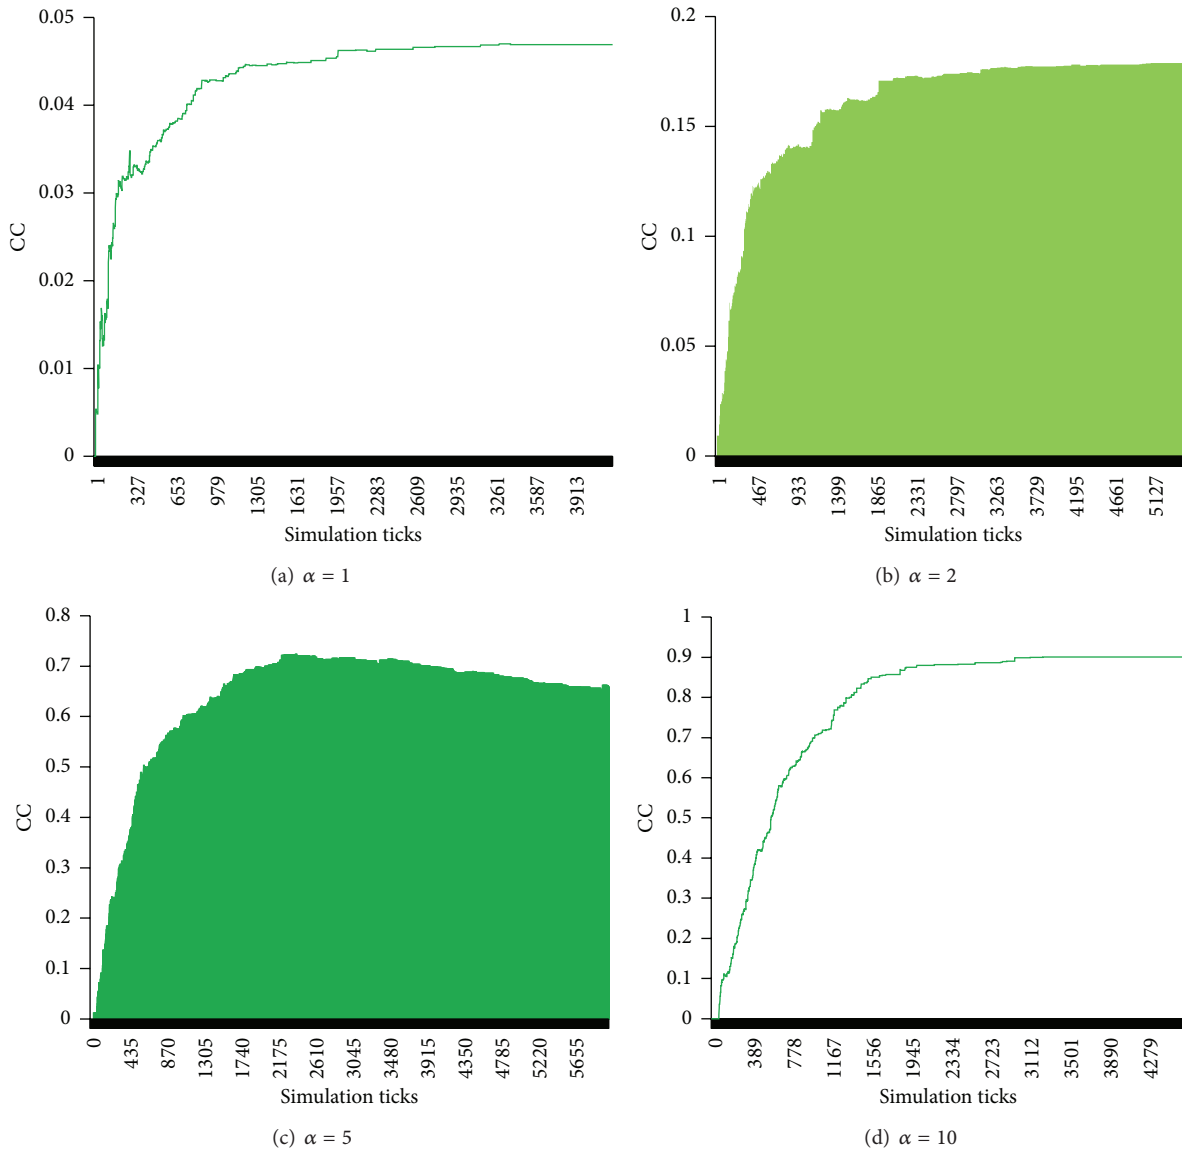 0.05
0.04
0.03
0.02
0.01
0
CC
1 327 653 979 1305 1631 1957 2283 2609 2935 3261 3587 3913
Simulation ticks
(a) α = 1
0.2
0.15
0.1
0.05
0
CC
1 467 933 1399 1865 2331 2797 3263 3729 4195 4661 5127
Simulation ticks
(b) α = 2
0.8
0.7
0.6
0.5
0.4
0.3
0.2
0.1
0
CC
0 435 870 1305 1740 2175 2610 3045 3480 3915 4350 4785 5220 5655
Simulation ticks
(c) α = 5
1
0.9
0.8
0.7
0.6
0.5
0.4
0.3
0.2
0.1
0
CC
0 389 778 1167 1556 1945 2334 2723 3112 3501 3890 4279
Simulation ticks
(d) α = 10